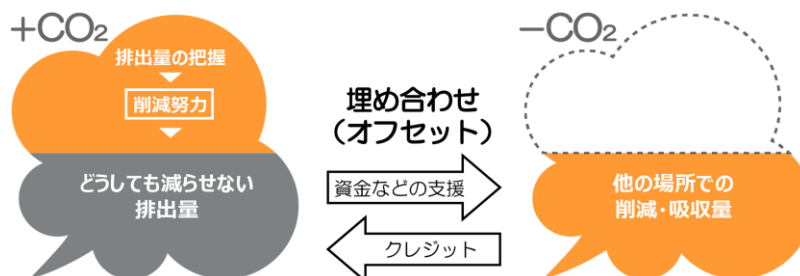 +CO2
排出量の把握
削減努力
どうしても減らせない
排出量
埋め合わせ
（オフセット）
資金などの支援
クレジット
−CO2
他の場所での
削減・吸収量